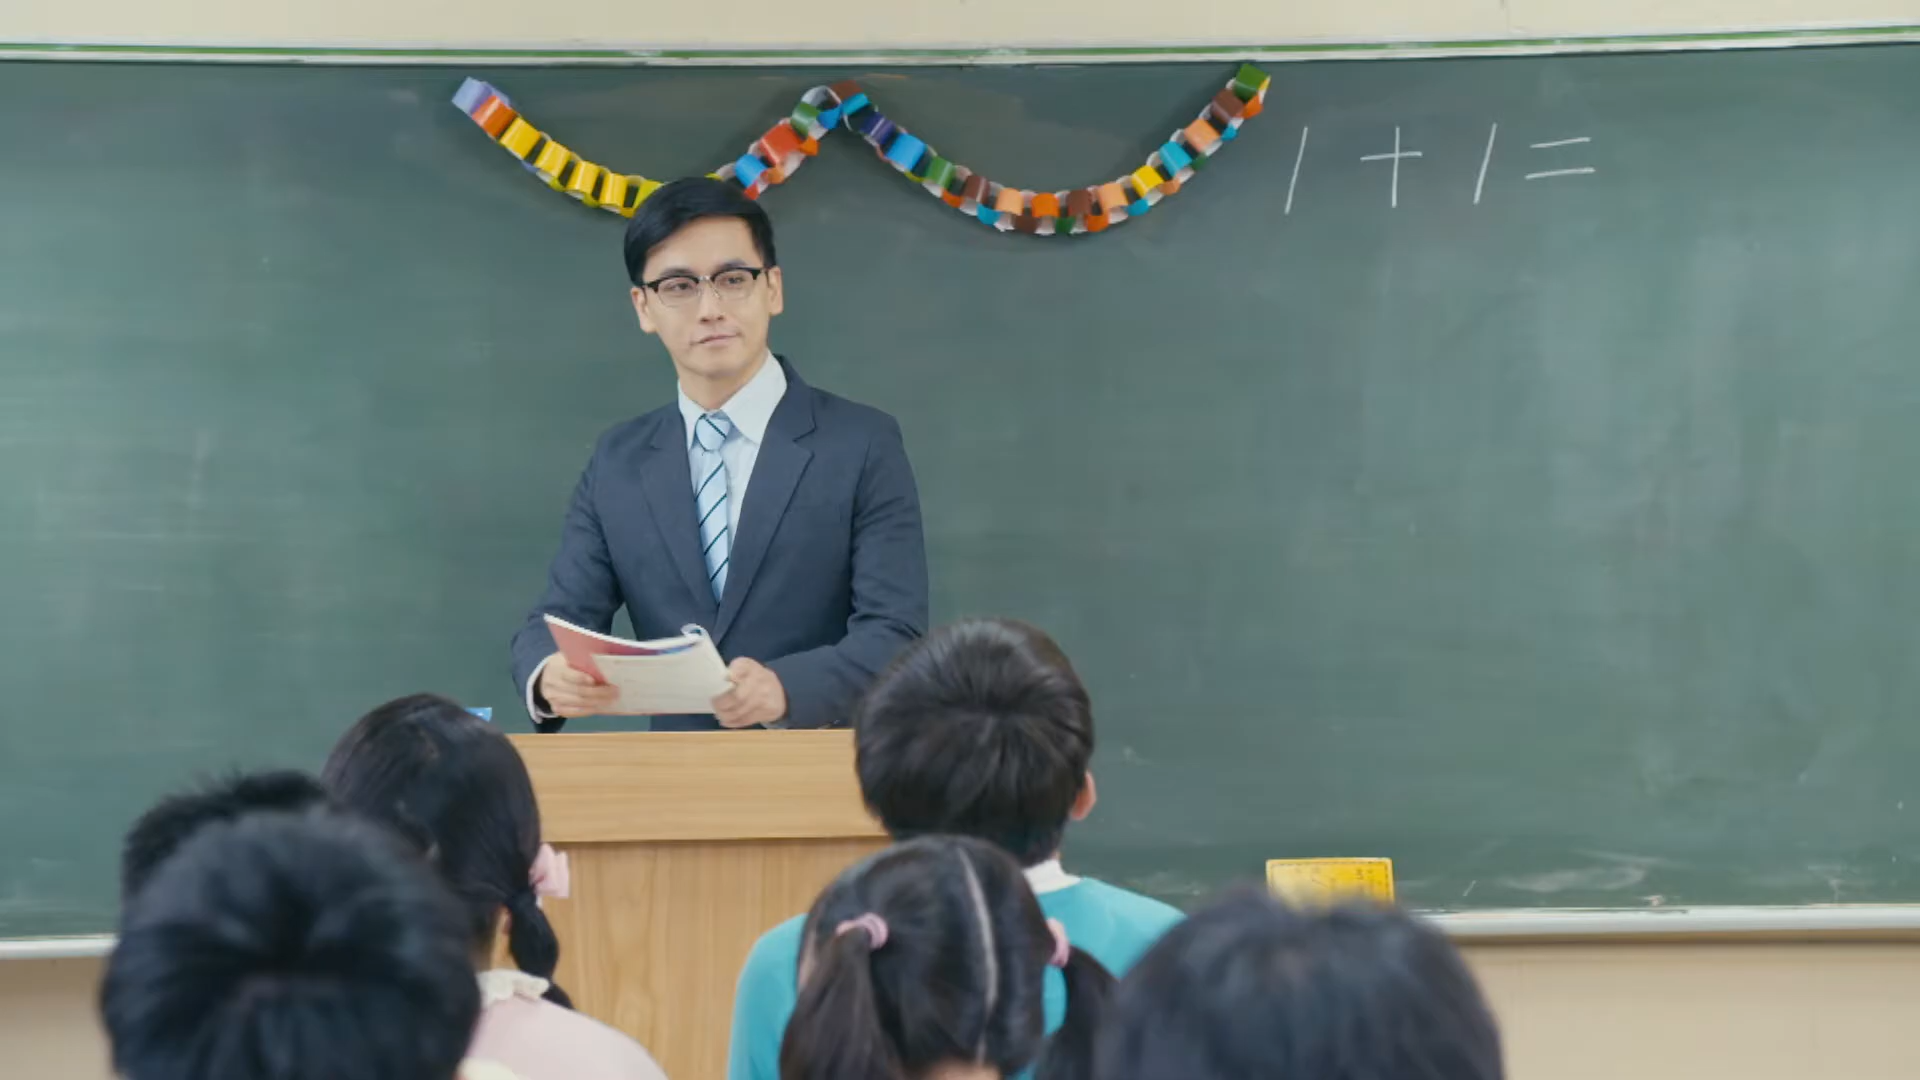 1 + 1 =